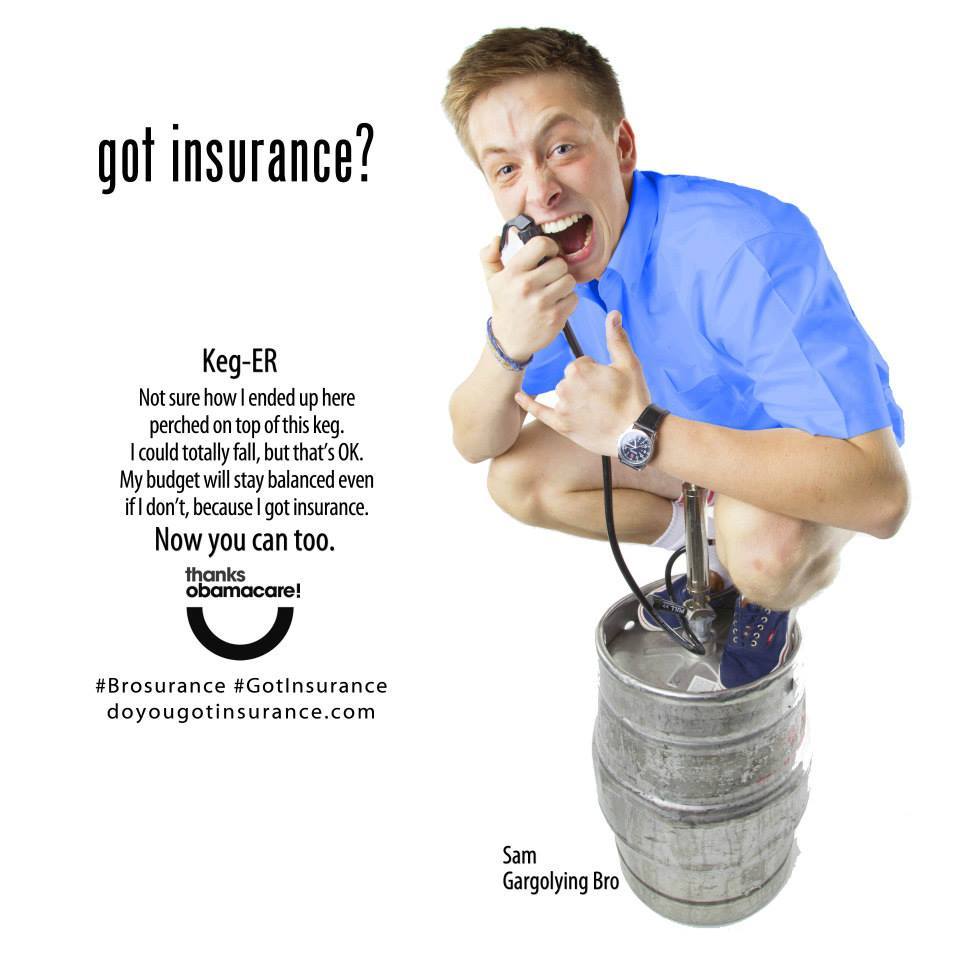 got insurance?
Keg-ER
Not sure how I ended up here
perched on top of this keg.
I could totally fall, but that's OK.
My budget will stay balanced even
if I don't, because I got insurance.
Now you can too.
thanks
obamacare!
#Brosurance #GotInsurance
doyougotinsurance.com
Sam
Gargolying Bro